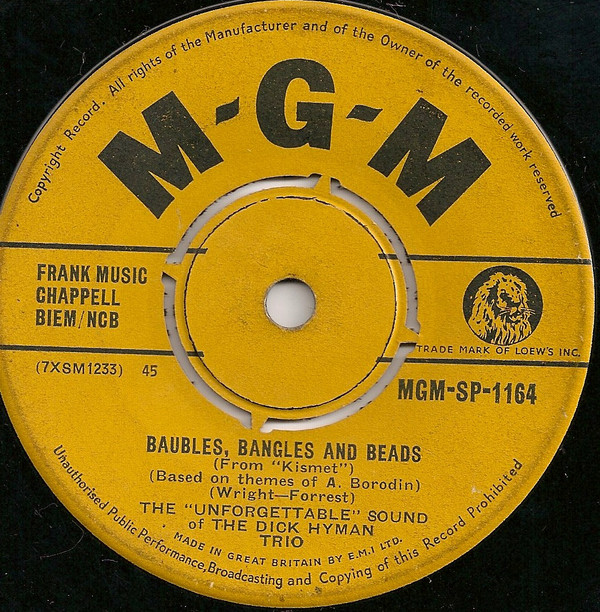 Copyright Record. All rights of the Manufacturer and of the Owner of the recorded work reserved
M-G-M
FRANK MUSIC
CHAPPELL
BIEM/NCB
TRADE MARK OF LOEW'S INC.
(7XSM1233) 45
MGM-SP-1164
BAUBLES, BANGLES AND BEADS
(From "Kismet")
(Based on themes of A. Borodin)
(Wright—Forrest)
THE "UNFORGETTABLE" SOUND
of THE DICK HYMAN
TRIO
MADE IN GREAT BRITAIN BY E.M.I LTD.
Unauthorised Public Performance, Broadcasting and Copying of this Record Prohibited